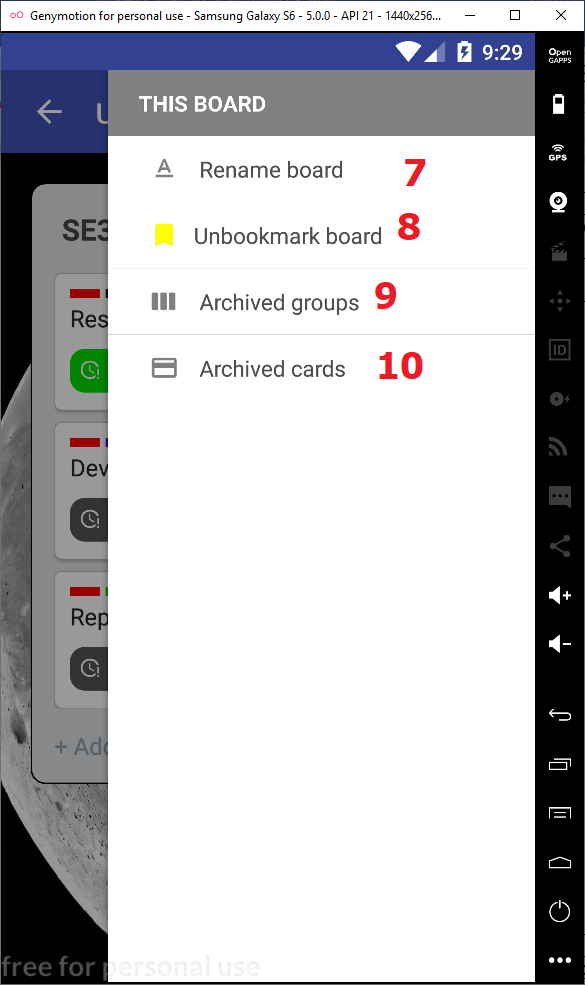 Genymotion for personal use - Samsung Galaxy S6 - 5.0.0 - API 21 - 1440x256...
Open
GAPPS
9:29
THIS BOARD
GPS
Rename board 7
Unbookmark board 8
SE3
Archived groups 9
Res
ID
Archived cards 10
Dev
Rep
+ Add
free for personal use